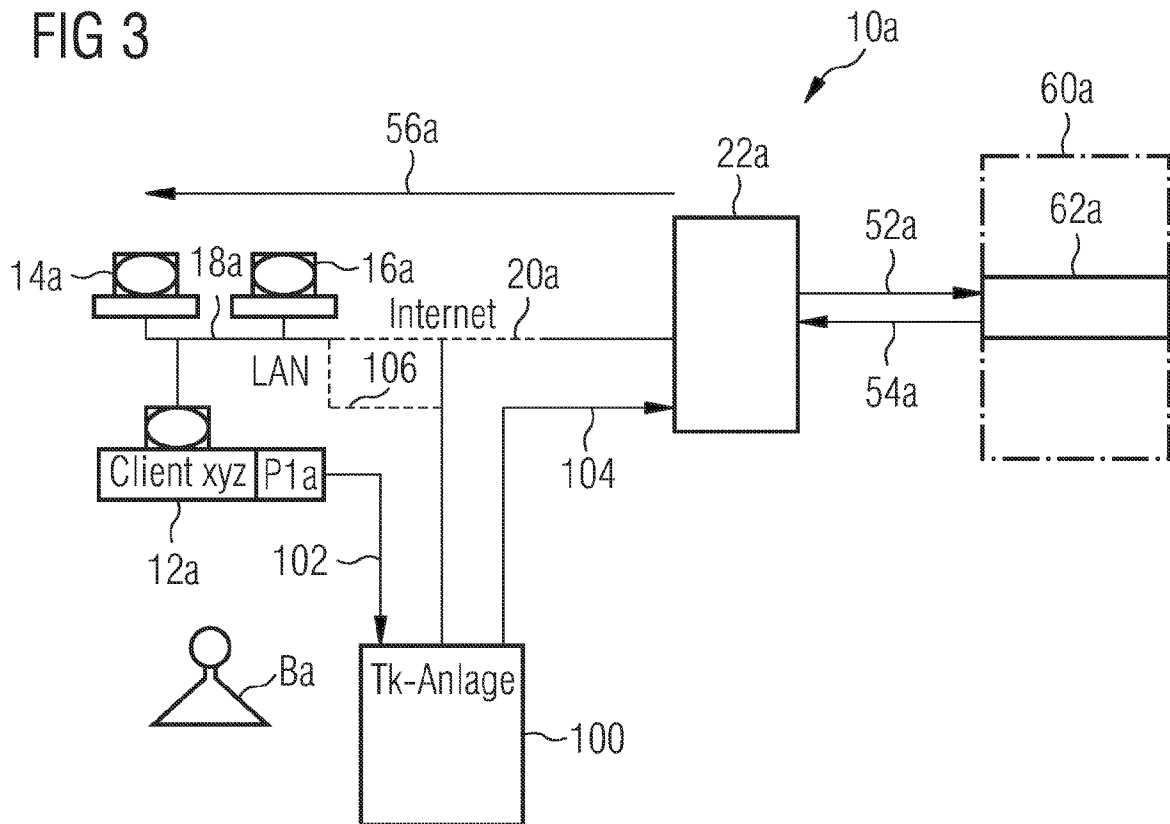 FIG 3
10a
60a
56a
22a
62a
52a
14a
18a
16a
20a
Internet
LAN
106
54a
104
Client xyz
P1a
12a
102
Ba
Tk-Anlage
100